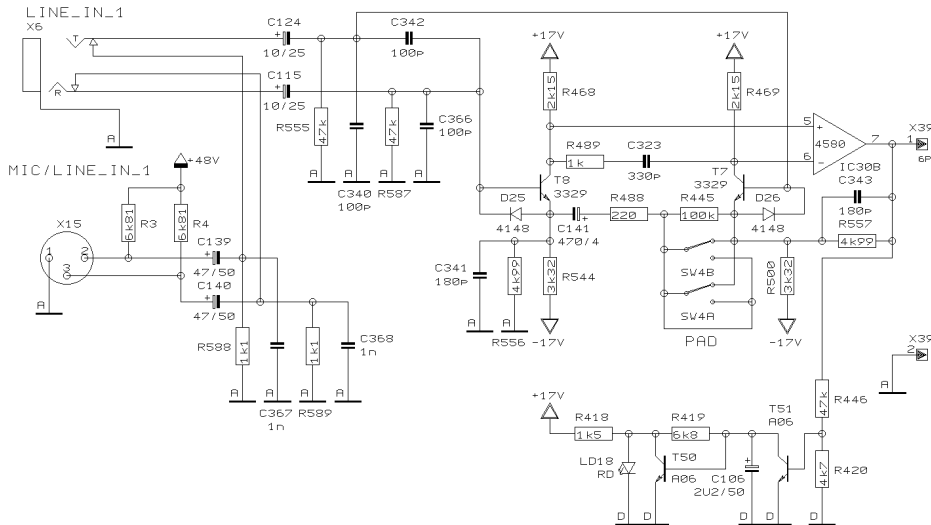 LINE_IN_1
X6
T
R
A
C124
+
10/25
C342
100p
C115
+
10/25
R555
47k
A
C340
100p
A
R587
47k
A
C366
100p
A
MIC/LINE_IN_1
+48V
X15
1
2
3
A
R3
6k81
R4
6k81
C139
+
47/50
C140
+
47/50
R588
1k1
A
C367
1n
A
R589
1k1
A
C368
1n
A
+17V
2k15
R468
+17V
2k15
R469
R489
1k
C323
330p
5
+
6
-
4580
7
IC308
1
X39
6P
T8
3329
T7
3329
D25
4148
C141
+
470/4
R488
220
R445
100k
D26
4148
C343
180p
R557
4k99
C341
180p
A
4k99
R556
A
3k32
R544
-17V
SW4B
SW4A
PAD
R500
3k32
-17V
X39
2
A
R446
47k
R420
4k7
D
+17V
R418
1k5
R419
6k8
LD18
RD
D
T50
A06
D
C106
+
2U2/50
D
T51
A06
D